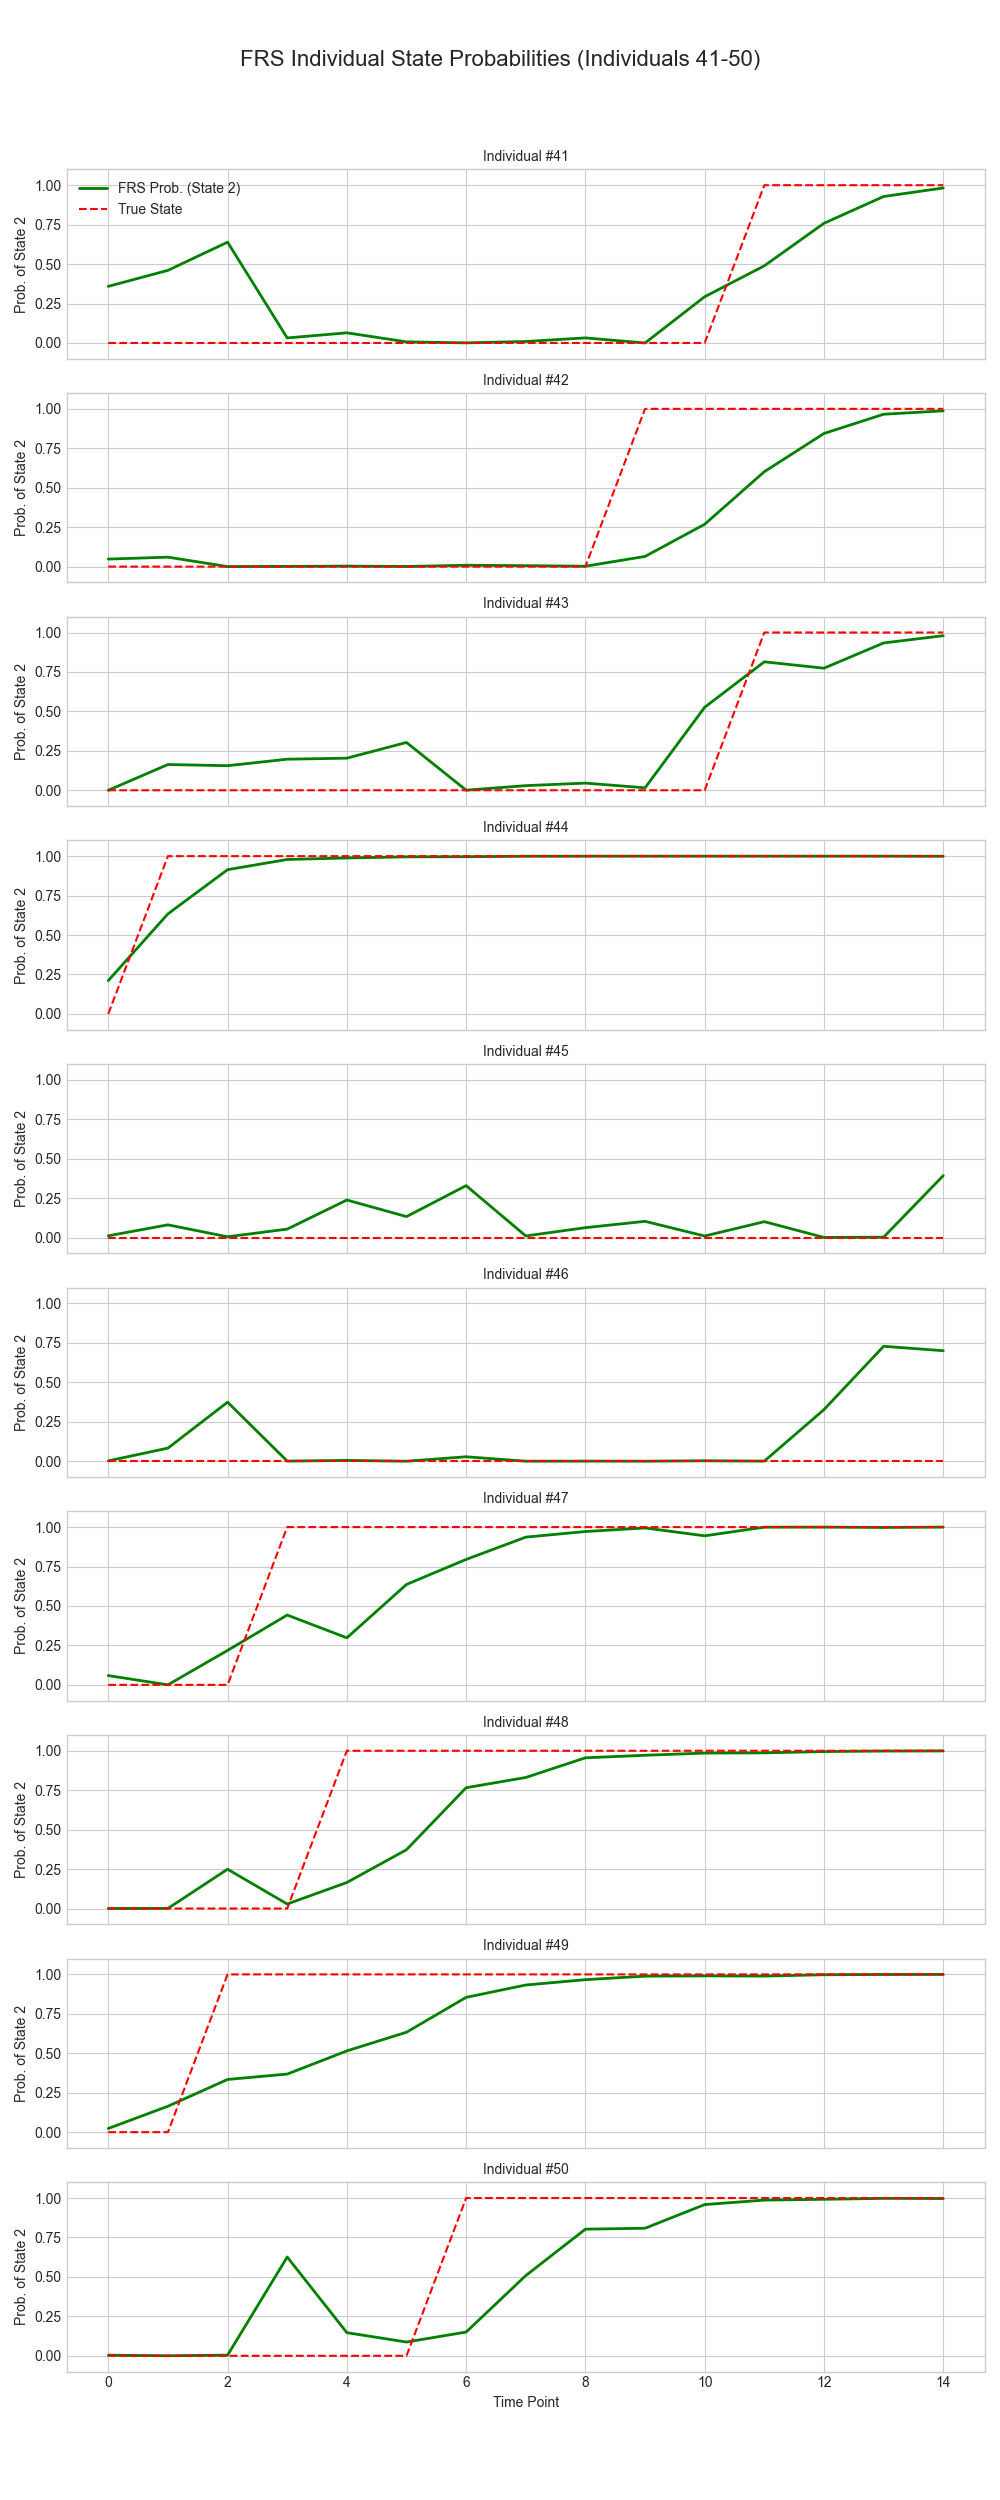 FRS Individual State Probabilities (Individuals 41-50)
Individual #41
1.00
0.75
0.50
0.25
0.00
Prob. of State 2
FRS Prob. (State 2)
True State
Individual #42
1.00
0.75
0.50
0.25
0.00
Prob. of State 2
Individual #43
1.00
0.75
0.50
0.25
0.00
Prob. of State 2
Individual #44
1.00
0.75
0.50
0.25
0.00
Prob. of State 2
Individual #45
1.00
0.75
0.50
0.25
0.00
Prob. of State 2
Individual #46
1.00
0.75
0.50
0.25
0.00
Prob. of State 2
Individual #47
1.00
0.75
0.50
0.25
0.00
Prob. of State 2
Individual #48
1.00
0.75
0.50
0.25
0.00
Prob. of State 2
Individual #49
1.00
0.75
0.50
0.25
0.00
Prob. of State 2
Individual #50
1.00
0.75
0.50
0.25
0.00
Prob. of State 2
0 2 4 6 8 10 12 14
Time Point